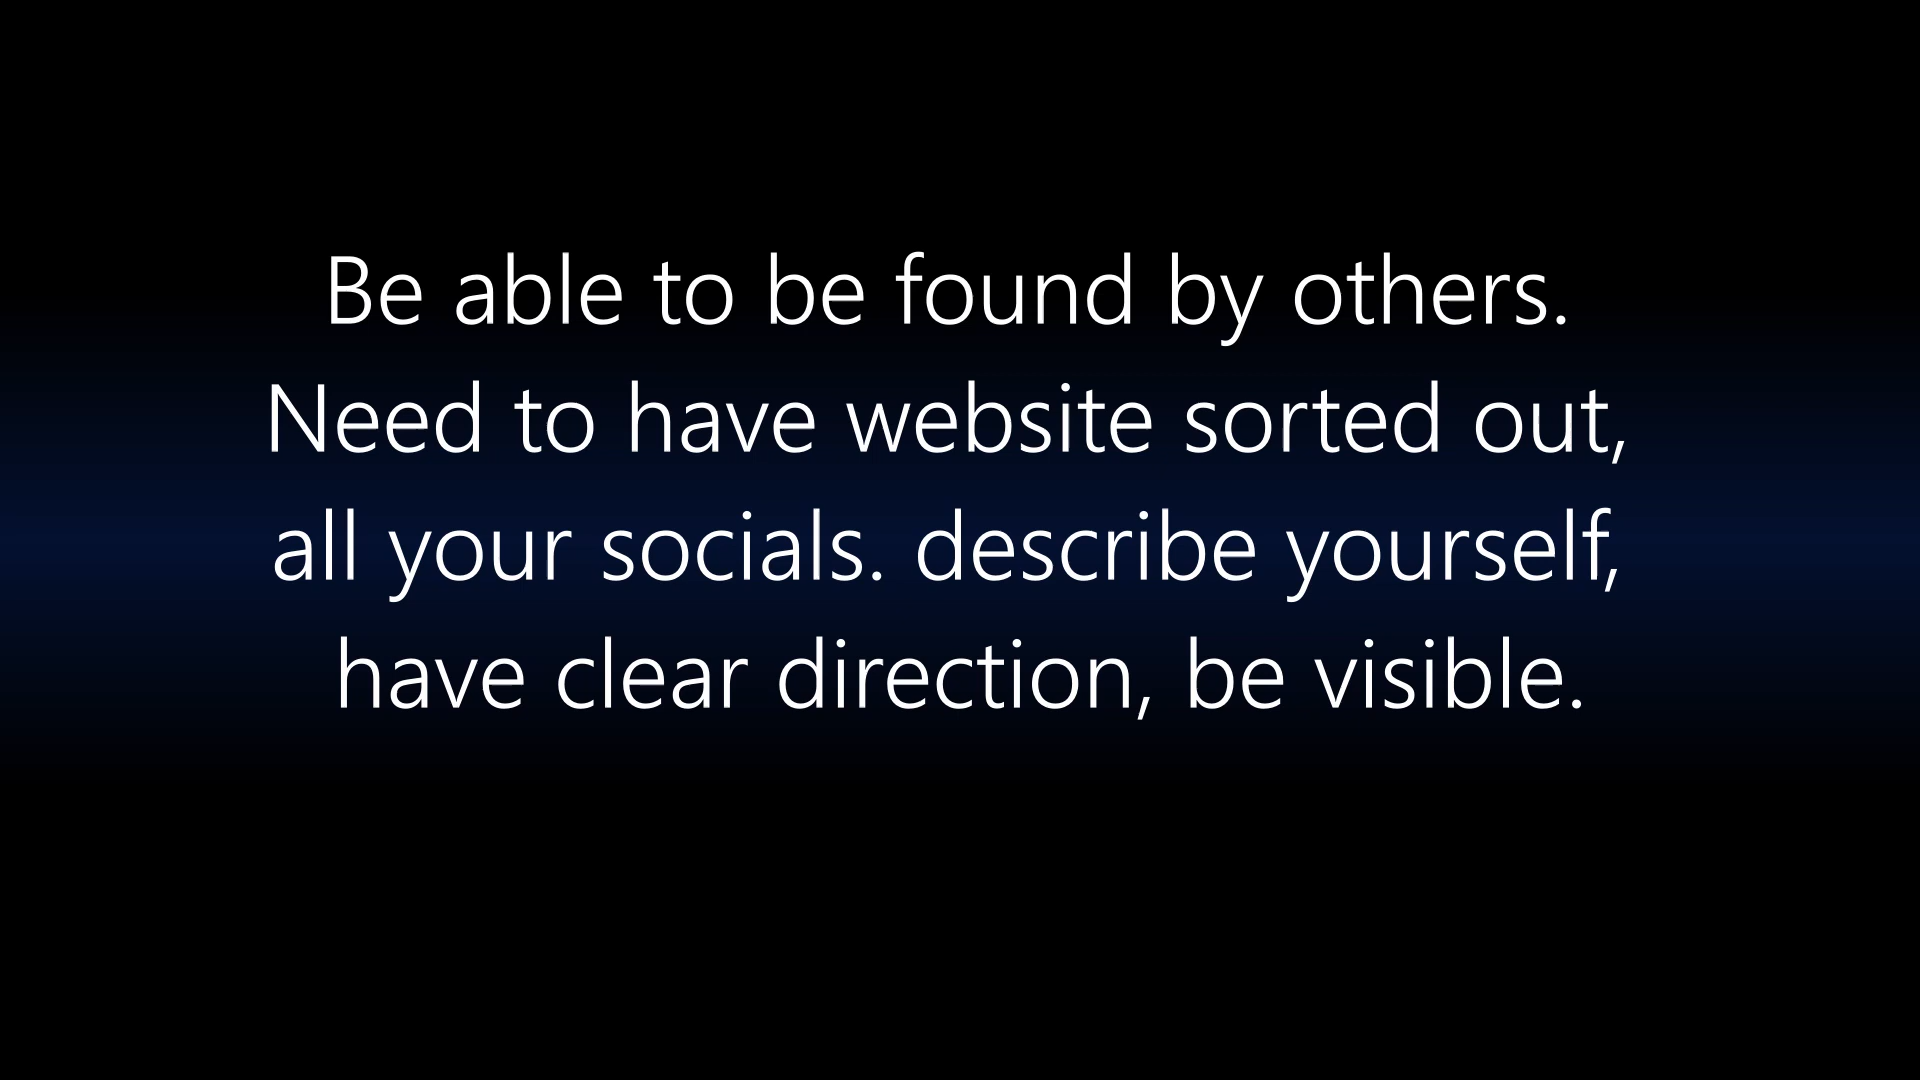 Be able to be found by others.
Need to have website sorted out,
all your socials. describe yourself,
have clear direction, be visible.